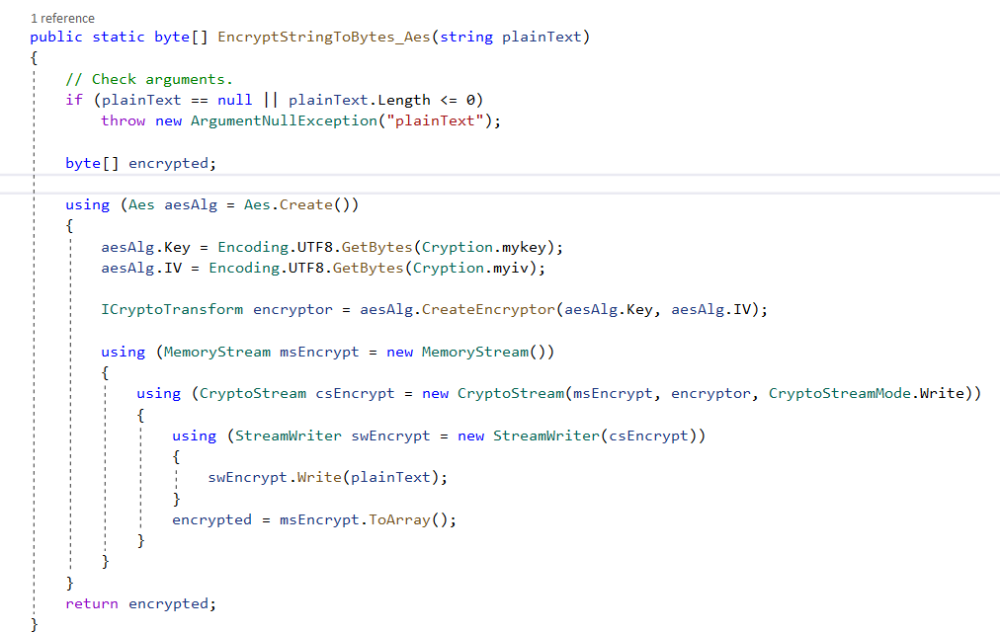 1 reference
public static byte[] EncryptStringToBytes_Aes(string plainText)
{
// Check arguments.
if (plainText == null || plainText.Length <= 0)
throw new ArgumentNullException("plainText");
byte[] encrypted;
using (Aes aesAlg = Aes.Create())
{
aesAlg.Key = Encoding.UTF8.GetBytes(Cryption.mykey);
aesAlg.IV = Encoding.UTF8.GetBytes(Cryption.myiv);
ICryptoTransform encryptor = aesAlg.CreateEncryptor(aesAlg.Key, aesAlg.IV);
using (MemoryStream msEncrypt = new MemoryStream())
{
using (CryptoStream csEncrypt = new CryptoStream(msEncrypt, encryptor, CryptoStreamMode.Write))
{
using (StreamWriter swEncrypt = new StreamWriter(csEncrypt))
{
swEncrypt.Write(plainText);
}
encrypted = msEncrypt.ToArray();
}
}
}
return encrypted;
}